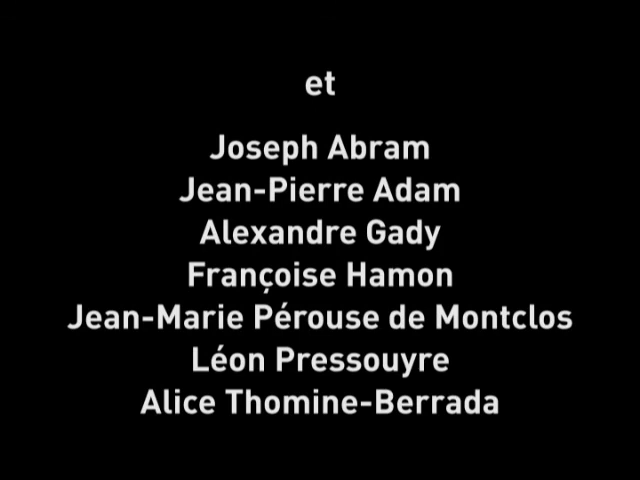 et
Joseph Abram
Jean-Pierre Adam
Alexandre Gady
Françoise Hamon
Jean-Marie Pérouse de Montclos
Léon Pressouyre
Alice Thomine-Berrada